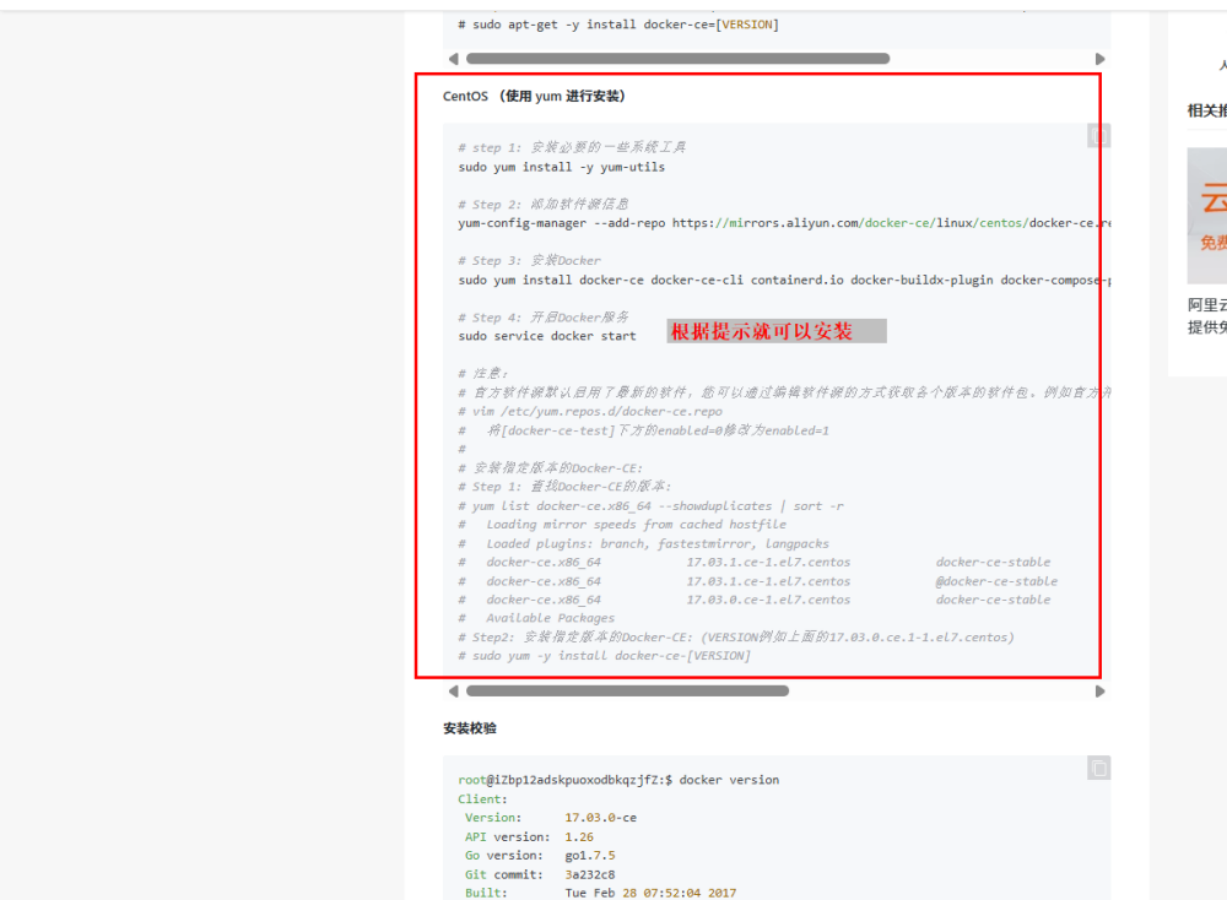 # sudo apt-get -y install docker-ce=[VERSION]
CentOS （使用 yum 进行安装）
# step 1: 安装必要的一些系统工具
sudo yum install -y yum-utils
# Step 2: 添加软件源信息
yum-config-manager --add-repo https://mirrors.aliyun.com/docker-ce/linux/centos/docker-ce.re
# Step 3: 安装Docker
sudo yum install docker-ce docker-ce-cli containerd.io docker-buildx-plugin docker-compose-p
# Step 4: 开启Docker服务
sudo service docker start
根据提示就可以安装
# 注意：
# 官方软件源默认启用了最新的软件，您可以通过编辑软件源的方式获取各个版本的软件包。例如官方并
# vim /etc/yum.repos.d/docker-ce.repo
# 将[docker-ce-test]下方的enabled=0修改为enabled=1
#
# 安装指定版本的Docker-CE:
# Step 1: 查找Docker-CE的版本:
# yum list docker-ce.x86_64 --showduplicates | sort -r
# Loading mirror speeds from cached hostfile
# Loaded plugins: branch, fastestmirror, langpacks
# docker-ce.x86_64 17.03.1.ce-1.el7.centos docker-ce-stable
# docker-ce.x86_64 17.03.1.ce-1.el7.centos @docker-ce-stable
# docker-ce.x86_64 17.03.0.ce-1.el7.centos docker-ce-stable
# Available Packages
# Step2: 安装指定版本的Docker-CE: (VERSION例如上面的17.03.0.ce.1-1.el7.centos)
# sudo yum -y install docker-ce-[VERSION]
安装校验
root@iZbp12adskpuoxodbkqzjfZ:$ docker version
Client:
Version: 17.03.0-ce
API version: 1.26
Go version: go1.7.5
Git commit: 3a232c8
Built: Tue Feb 28 07:52:04 2017
相关推
云
免费
阿里云
提供免